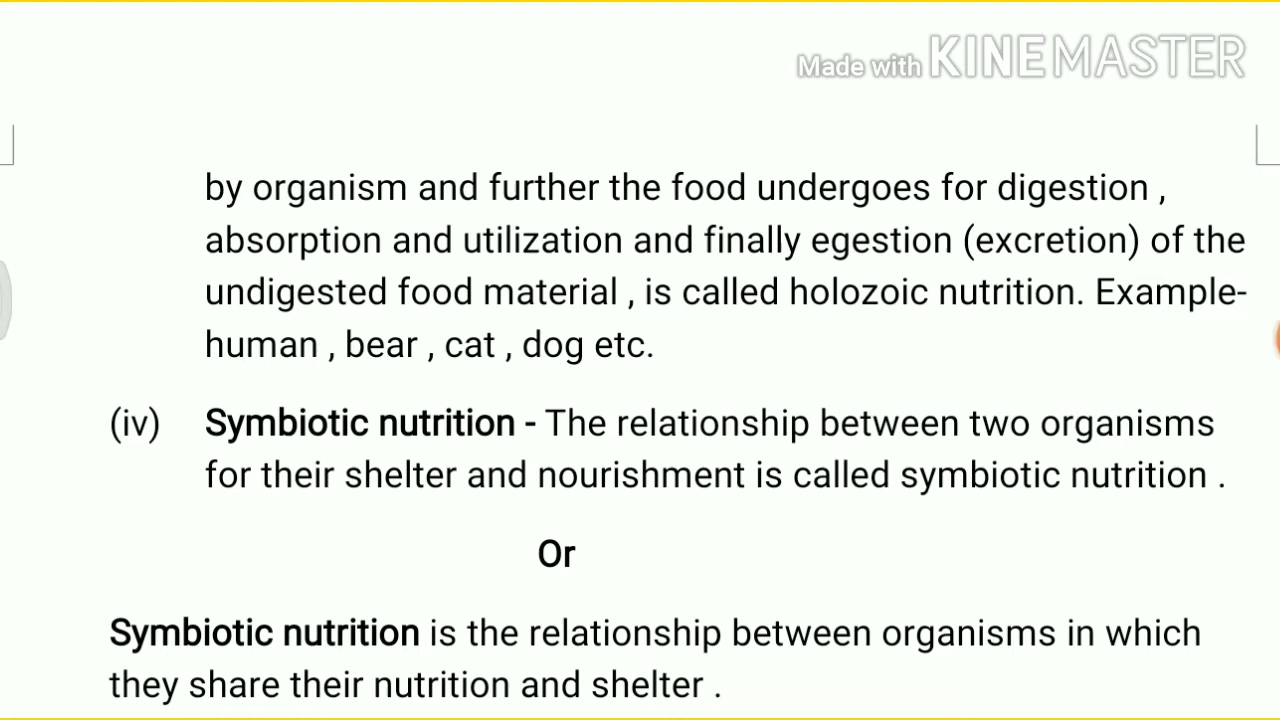 Made with KINEMASTER
by organism and further the food undergoes for digestion ,
absorption and utilization and finally egestion (excretion) of the
undigested food material , is called holozoic nutrition. Example-
human , bear , cat , dog etc.
(iv) Symbiotic nutrition - The relationship between two organisms
for their shelter and nourishment is called symbiotic nutrition .
Or
Symbiotic nutrition is the relationship between organisms in which
they share their nutrition and shelter .